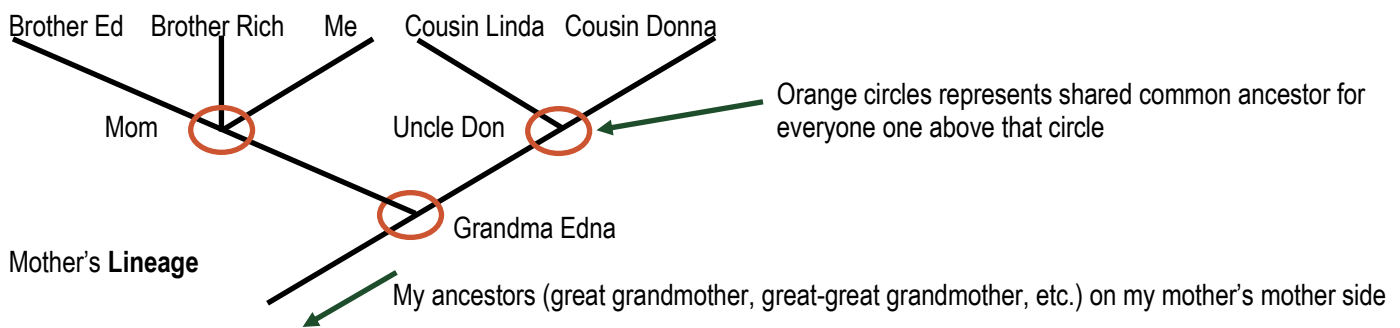 Brother Ed Brother Rich Me Cousin Linda Cousin Donna
Orange circles represents shared common ancestor for
everyone one above that circle
Mom
Uncle Don
Grandma Edna
Mother's Lineage
My ancestors (great grandmother, great-great grandmother, etc.) on my mother's mother side